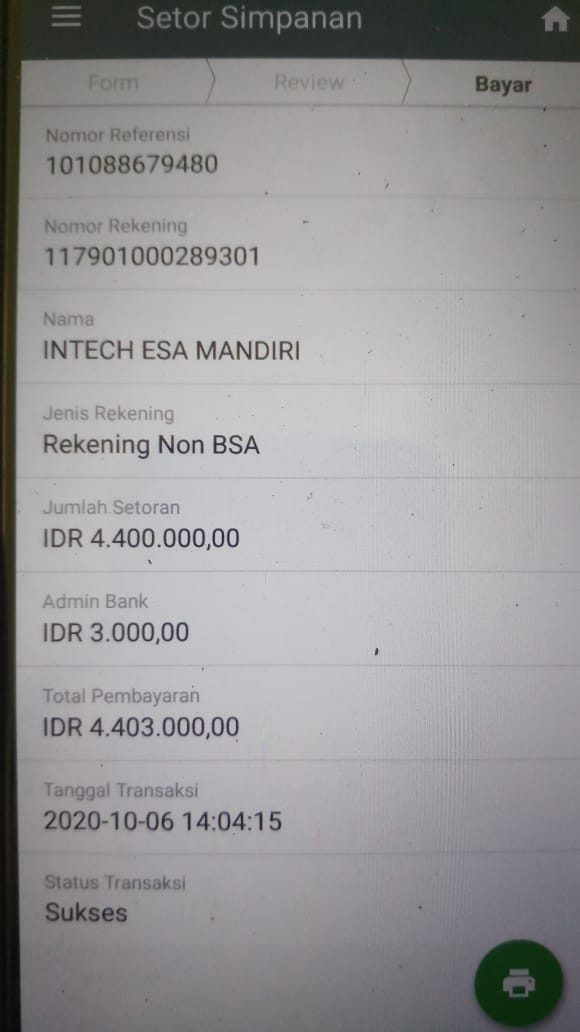 Setor Simpanan
Form
Review
Bayar
Nomor Referensi
101088679480
Nomor Rekening
117901000289301
Nama
INTECH ESA MANDIRI
Jenis Rekening
Rekening Non BSA
Jumlah Setoran
IDR 4.400.000,00
Admin Bank
IDR 3.000,00
Total Pembayaran
IDR 4.403.000,00
Tanggal Transaksi
2020-10-06 14:04:15
Status Transaksi
Sukses